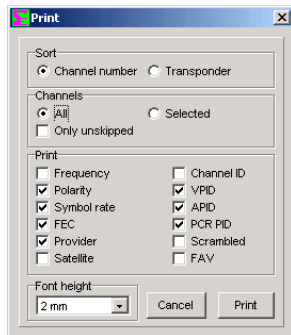 Print
Sort
Channel number Transponder
Channels
All Selected
Only unskipped
Print
Frequency Channel ID
Polarity VPID
Symbol rate APID
FEC PCR PID
Provider Scrambled
Satellite FAV
Font height
2 mm Cancel Print